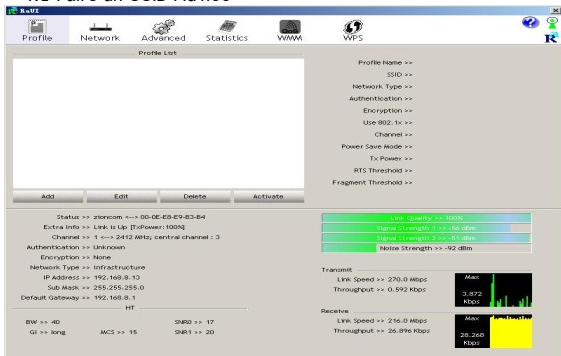 RaUI
Profile Network Advanced Statistics WMM WPS
Profile List
Profile Name >>
SSID >>
Network Type >>
Authentication >>
Encryption >>
Use 802.1x >>
Channel >>
Power Save Mode >>
Tx Power >>
RTS Threshold >>
Fragment Threshold >>
Add Edit Delete Activate
Status >> zioncom <--> 00-0E-E8-E9-B3-B4
Extra Info >> Link is Up [TxPower:100%]
Channel >> 1 <--> 2412 MHz; central channel : 3
Authentication >> Unknown
Encryption >> None
Network Type >> Infrastructure
IP Address >> 192.168.8.13
Sub Mask >> 255.255.255.0
Default Gateway >> 192.168.8.1
HT
BW >> 40 SNR0 >> 17
GI >> long MCS >> 15 SNR1 >> 20
Link Quality >> 100%
Signal Strength 1 >> -56 dBm
Signal Strength 2 >> -51 dBm
Noise Strength >> -92 dBm
Transmit
Link Speed >> 270.0 Mbps
Throughput >> 0.592 Kbps
Max
3.872
Kbps
Receive
Link Speed >> 216.0 Mbps
Throughput >> 26.896 Kbps
Max
28.268
Kbps